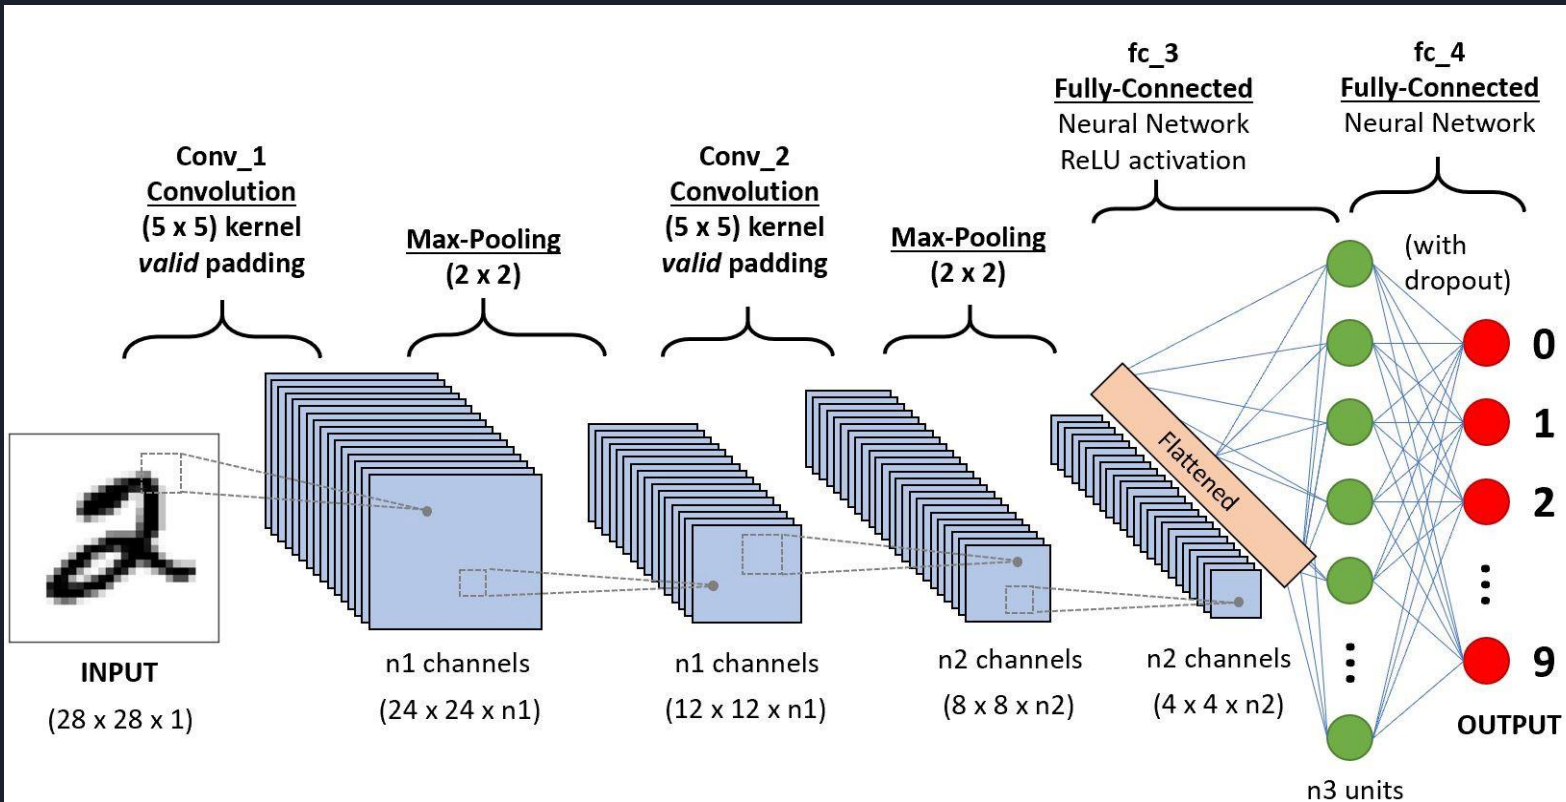 Conv_1
Convolution
(5 x 5) kernel
valid padding
Max-Pooling
(2 x 2)
Conv_2
Convolution
(5 x 5) kernel
valid padding
Max-Pooling
(2 x 2)
fc_3
Fully-Connected
Neural Network
ReLU activation
fc_4
Fully-Connected
Neural Network
(with
dropout)
Flattened
0
1
2
9
OUTPUT
2
INPUT
(28 x 28 x 1)
n1 channels
(24 x 24 x n1)
n1 channels
(12 x 12 x n1)
n2 channels
(8 x 8 x n2)
n2 channels
(4 x 4 x n2)
n3 units